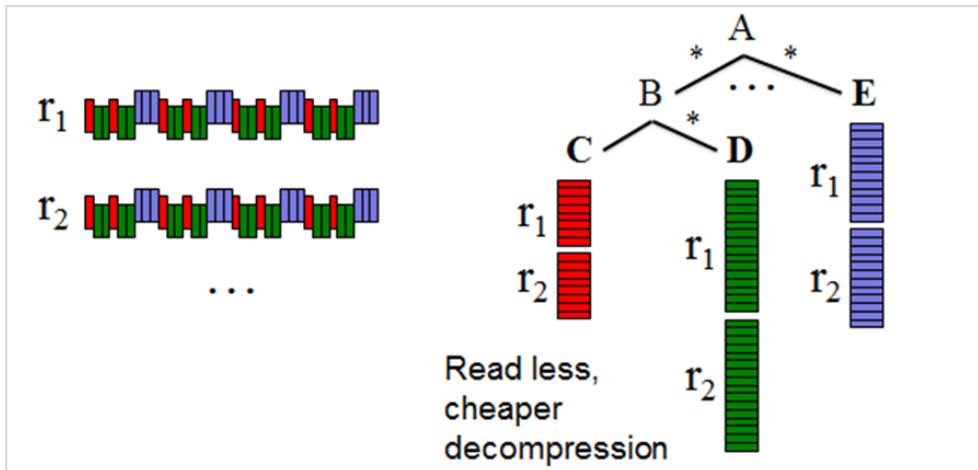 r1
r2
...
A
* *
B ... E
*
C D
r1
r2
r1
r2
r1
r2
Read less,
cheaper
decompression